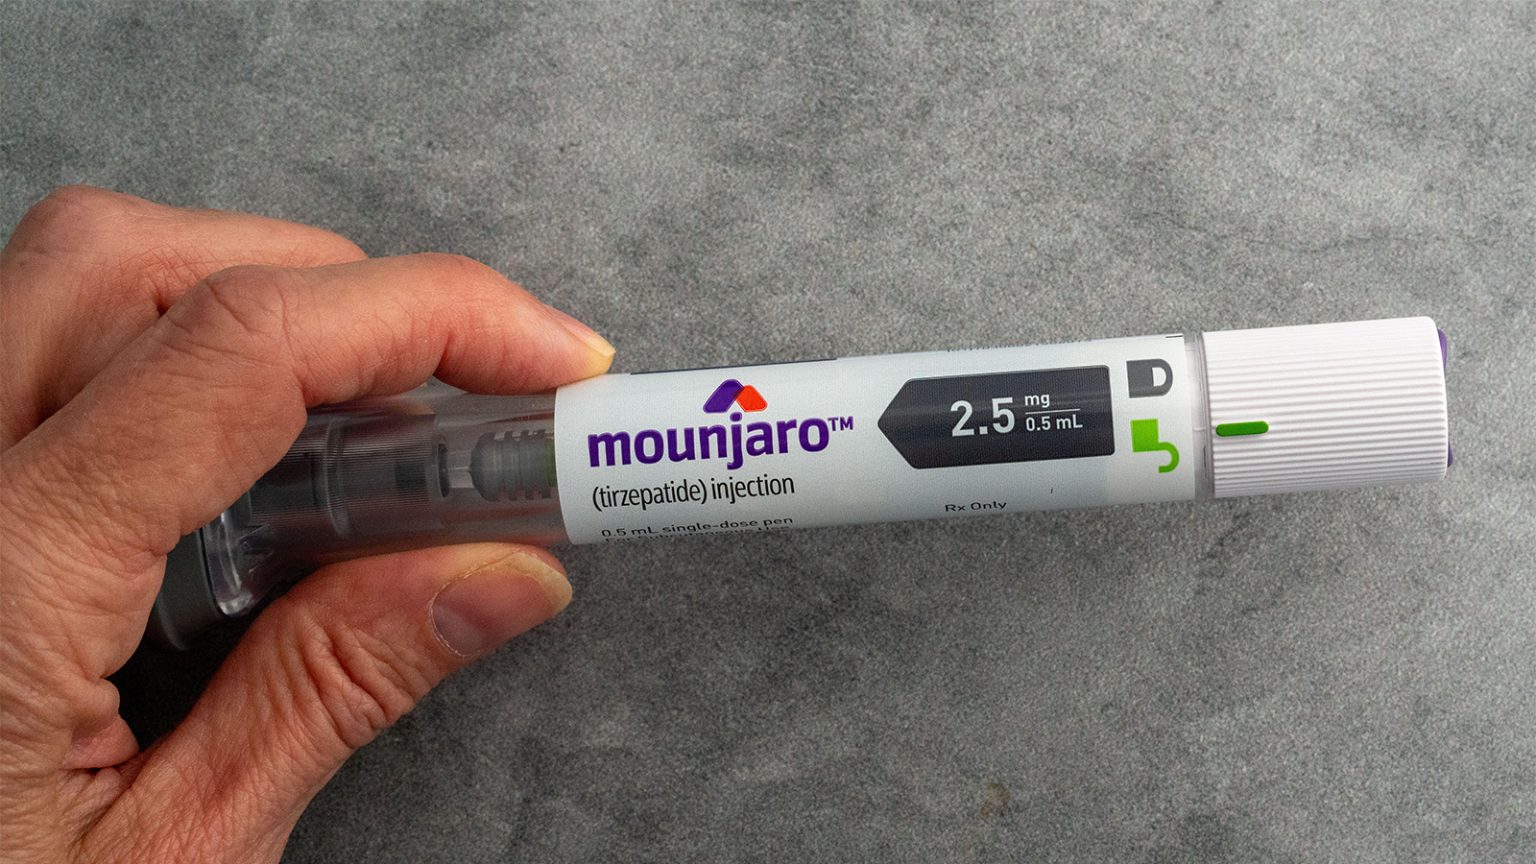 mounjaro™
(tirzepatide) injection
0.5 mL single-dose pen
2.5 mg
0.5 mL
Rx Only